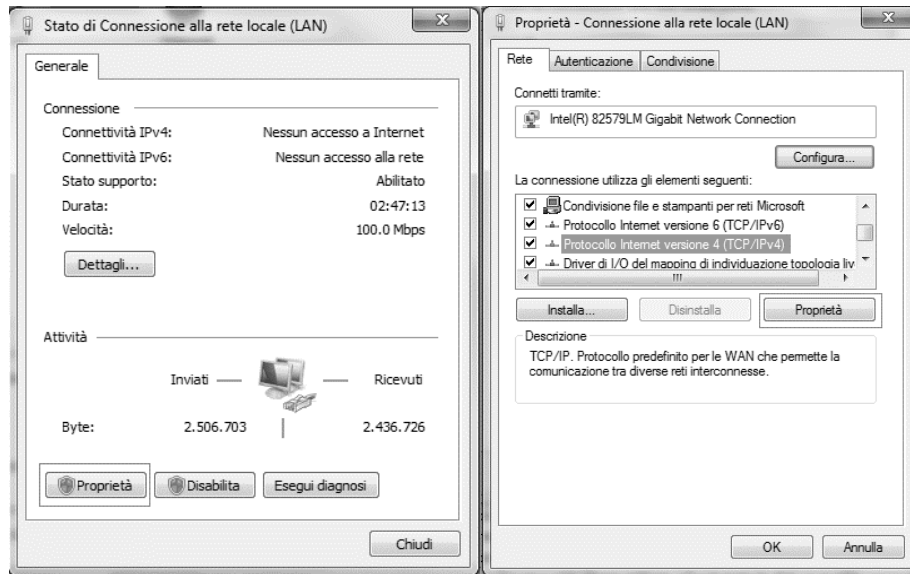 Stato di Connessione alla rete locale (LAN)
Generale
Connessione
Connettività IPv4: Nessun accesso a Internet
Connettività IPv6: Nessun accesso alla rete
Stato supporto: Abilitato
Durata: 02:47:13
Velocità: 100.0 Mbps
Dettagli...
Attività
Inviati Ricevuti
Byte: 2.506.703 2.436.726
Proprietà Disabilita Esegui diagnosi
Chiudi
Proprietà - Connessione alla rete locale (LAN)
Rete Autenticazione Condivisione
Connetti tramite:
Intel(R) 82579LM Gigabit Network Connection
Configura...
La connessione utilizza gli elementi seguenti:
Condivisione file e stampanti per reti Microsoft
Protocollo Internet versione 6 (TCP/IPv6)
Protocollo Internet versione 4 (TCP/IPv4)
Driver di I/O del mapping di individuazione topologia liv
Installa... Disinstalla Proprietà
Descrizione
TCP/IP. Protocollo predefinito per le WAN che permette la
comunicazione tra diverse reti interconnesse.
OK Annulla